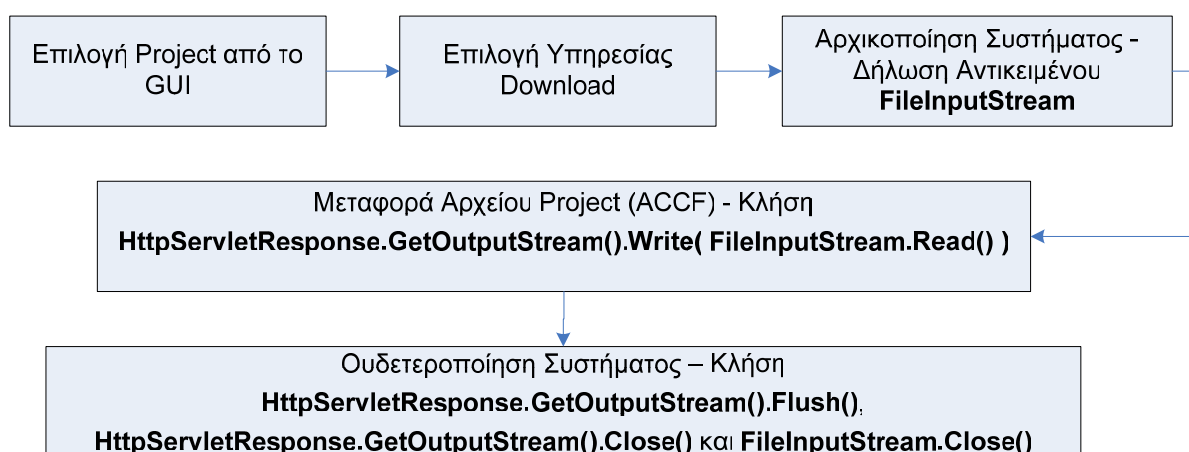 Επιλογή Project από το
GUI
Επιλογή Υπηρεσίας
Download
Αρχικοποίηση Συστήματος -
Δήλωση Αντικειμένου
FileInputStream
Μεταφορά Αρχείου Project (ACCF) - Κλήση
HttpServletResponse.GetOutputStream().Write( FileInputStream.Read() )
Ουδετεροποίηση Συστήματος – Κλήση
HttpServletResponse.GetOutputStream().Flush(),
HttpServletResponse.GetOutputStream().Close() και FileInputStream.Close()